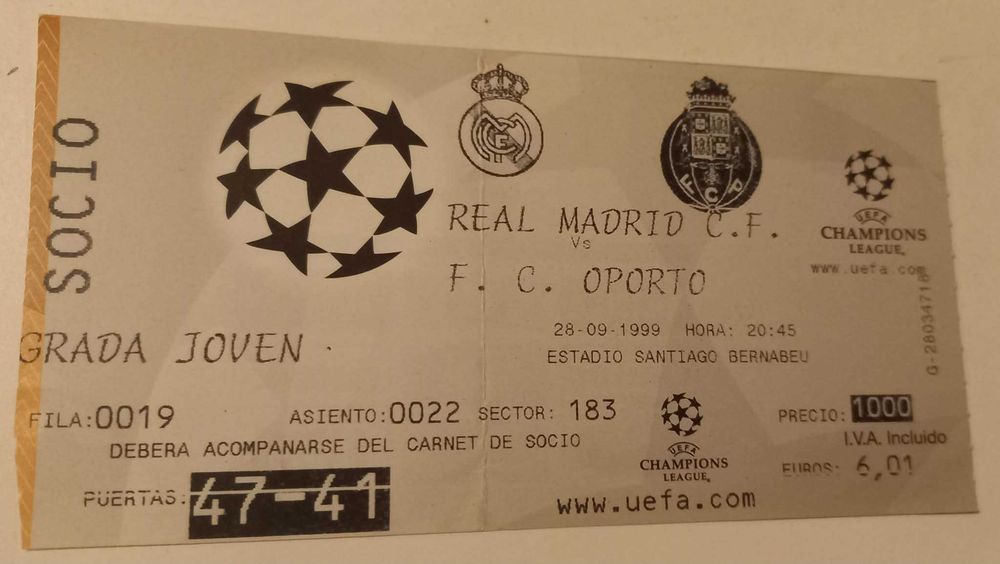 SOCIO
REAL MADRID C.F.
Vs
F. C. OPORTO
FCP
UEFA
CHAMPIONS
LEAGUE
www.uefa.com
28-09-1999 HORA: 20:45
ESTADIO SANTIAGO BERNABEU
GRADA JOVEN
FILA:0019 ASIENTO:0022 SECTOR: 183
DEBERA ACOMPANARSE DEL CARNET DE SOCIO
PUERTAS: 47-41
UEFA
CHAMPIONS
LEAGUE
www.uefa.com
PRECIO: 1000
I.V.A. Incluido
EUROS: 6,01